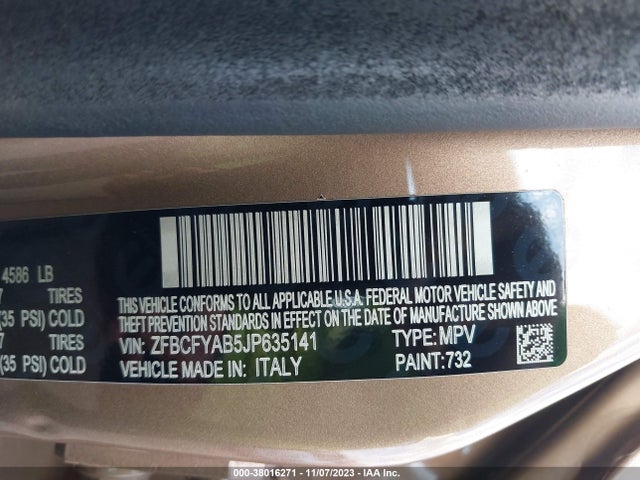 4586 LB
TIRES
(35 PSI) COLD
TIRES
(35 PSI) COLD
THIS VEHICLE CONFORMS TO ALL APPLICABLE U.S.A. FEDERAL MOTOR VEHICLE SAFETY AND
THEFT PREVENTION STANDARDS IN EFFECT ON THE DATE OF MANUFACTURE SHOWN ABOVE.
VIN: ZFBCFYAB5JP635141 TYPE: MPV
VEHICLE MADE IN: ITALY PAINT:732
© -- 38016271 - 11/07/2023 - IAA Inc.